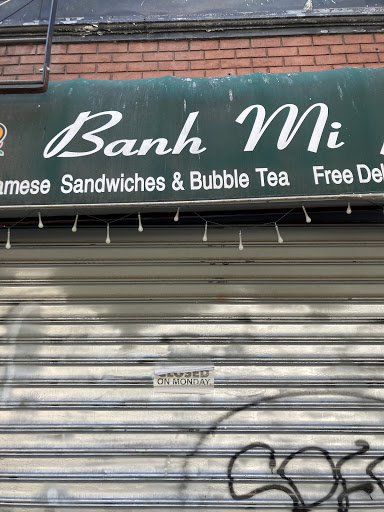 Banh Mi
amese Sandwiches & Bubble Tea Free Del
CLOSED
ON MONDAY